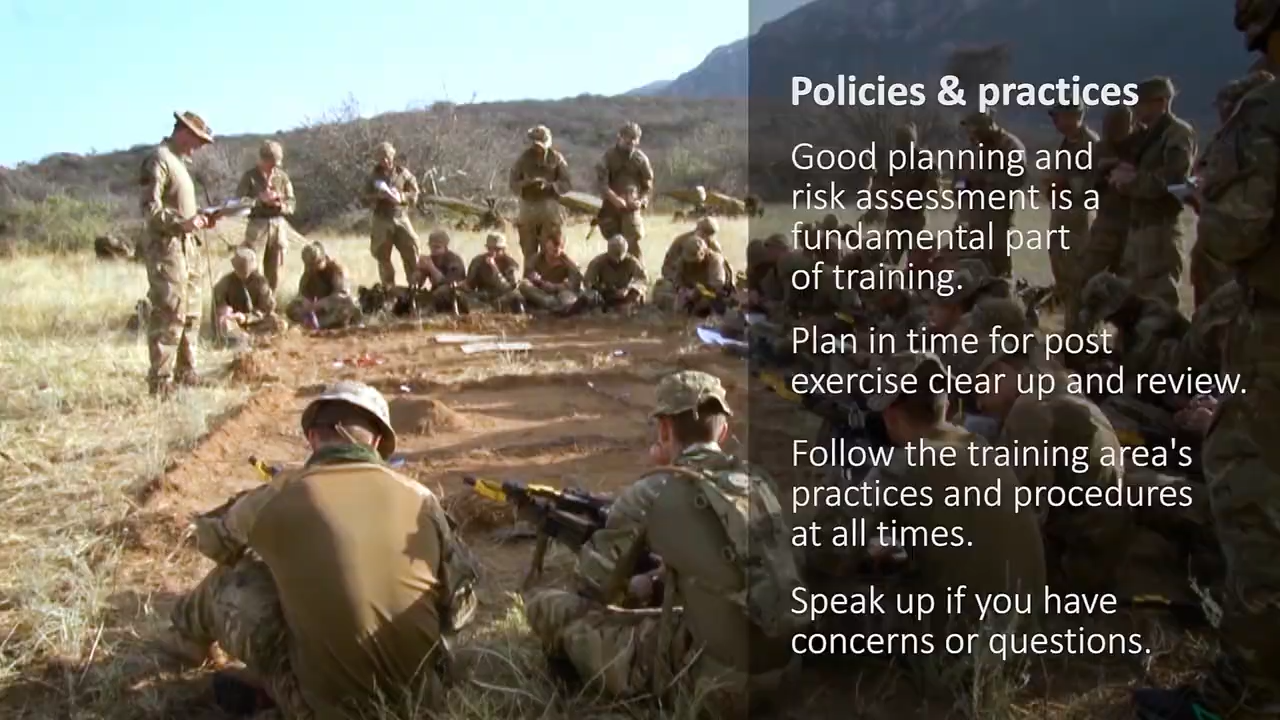 Policies & practices
Good planning and
risk assessment is a
fundamental part
of training.
Plan in time for post
exercise clear up and review.
Follow the training area's
practices and procedures
at all times.
Speak up if you have
concerns or questions.